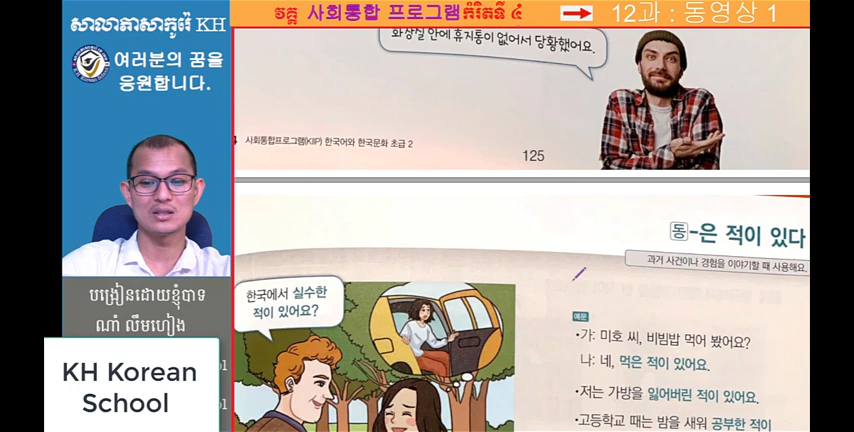 សាលាភាសាកូរ៉េ KH
여러분의 꿈을
응원합니다.
បង្រៀនដោយខ្ញុំបាទ
ណាំ លឹមហៀង
KH Korean
School
វគ្គ 사회통합 프로그램កំរិតទី ៤
12과 : 동영상 1
화장실 안에 휴지통이 없어서 당황했어요.
사회통합프로그램(KIIP) 한국어와 한국문화 초급 2
125
동-은 적이 있다
과거 사건이나 경험을 이야기할 때 사용해요.
한국에서 실수한
적이 있어요?
예문
•가: 미호 씨, 비빔밥 먹어 봤어요?
나: 네, 먹은 적이 있어요.
•저는 가방을 잃어버린 적이 있어요.
•고등학교 때는 밤을 새워 공부한 적이